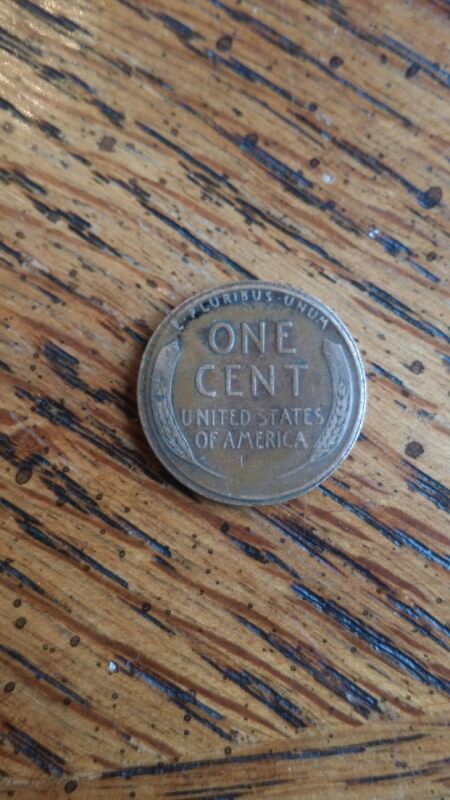 E·PLURIBUS·UNUM
ONE
CENT
UNITED STATES
OF AMERICA